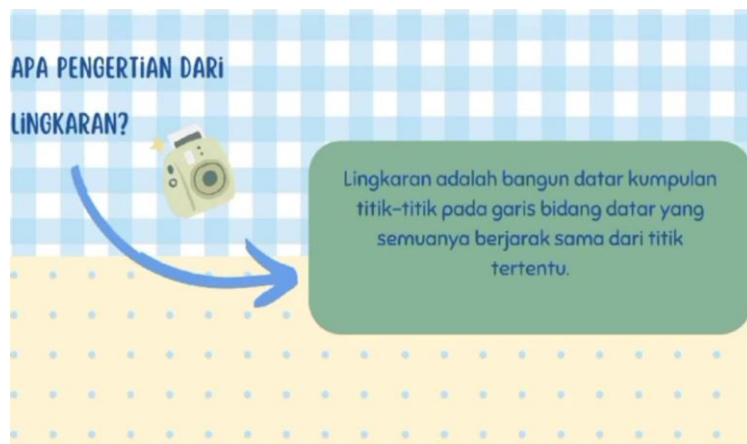 APA PENGERTIAN DARI
LINGKARAN?
Lingkaran adalah bangun datar kumpulan
titik-titik pada garis bidang datar yang
semuanya berjarak sama dari titik
tertentu.